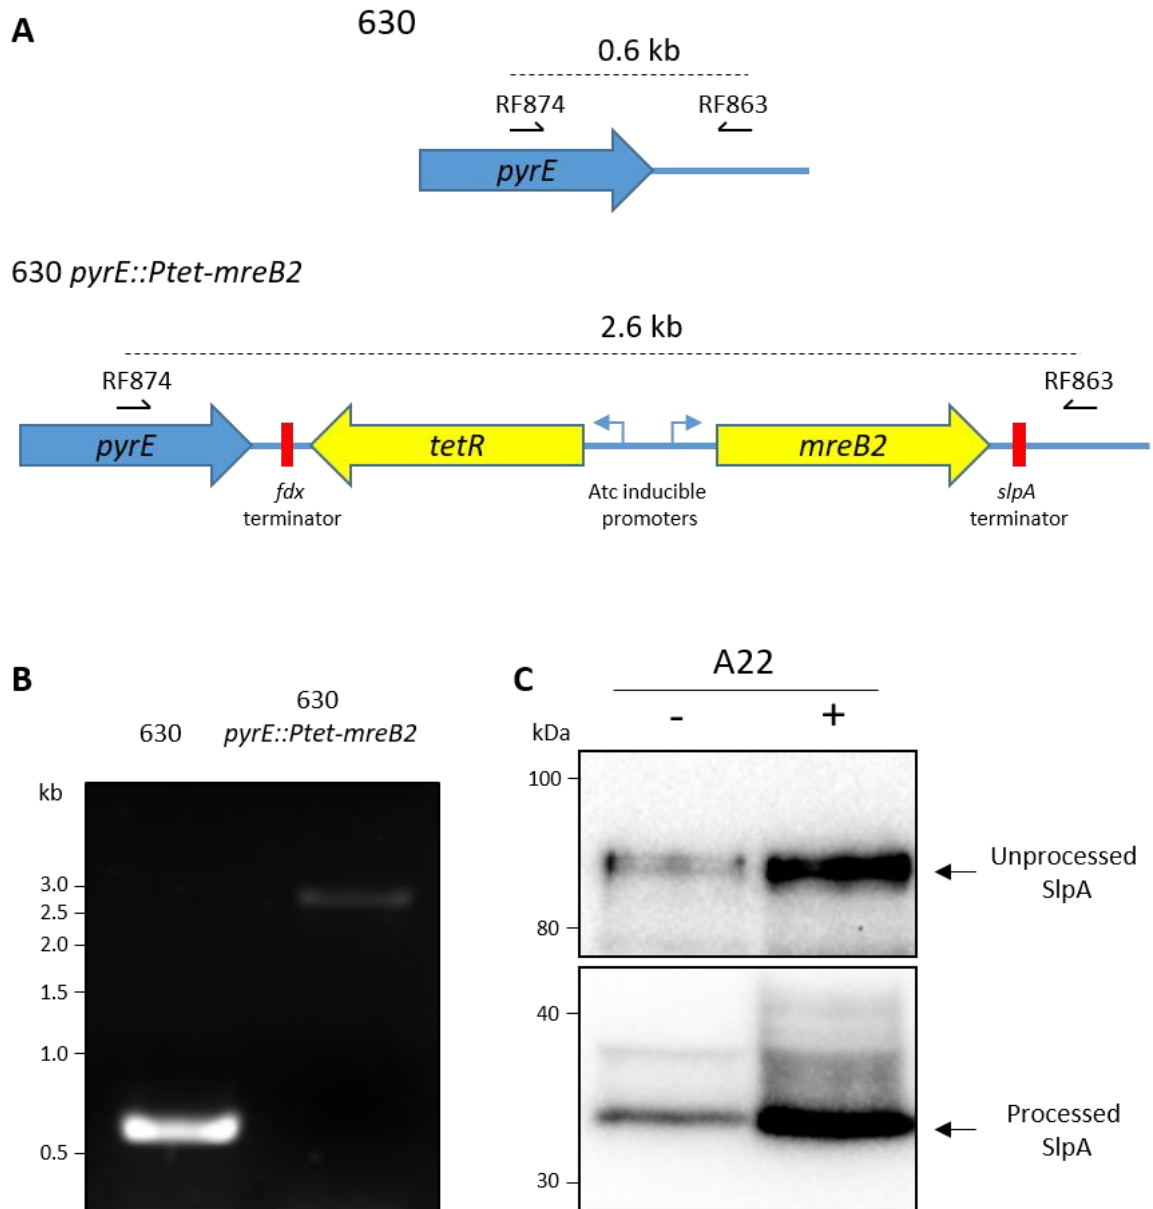 A
630
0.6 kb
RF874 RF863
pyrE
630 pyrE::Ptet-mreB2
2.6 kb
RF874 RF863
pyrE tetR mreB2
fdx Atc inducible slpA
terminator promoters terminator
B
630
630 pyrE::Ptet-mreB2
kb
3.0
2.5
2.0
1.5
1.0
0.5
C
A22
- +
kDa
100
80
Unprocessed
SlpA
40
30
Processed
SlpA